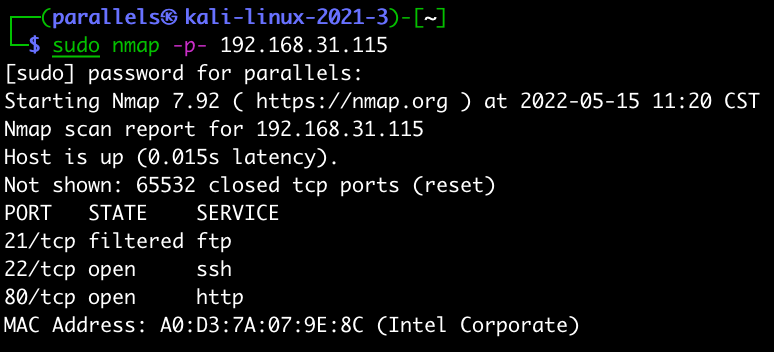 ┌──(parallels㉿kali-linux-2021-3)-[~]
└─$ sudo nmap -p- 192.168.31.115
[sudo] password for parallels:
Starting Nmap 7.92 ( https://nmap.org ) at 2022-05-15 11:20 CST
Nmap scan report for 192.168.31.115
Host is up (0.015s latency).
Not shown: 65532 closed tcp ports (reset)
PORT   STATE    SERVICE
21/tcp filtered ftp
22/tcp open     ssh
80/tcp open     http
MAC Address: A0:D3:7A:07:9E:8C (Intel Corporate)